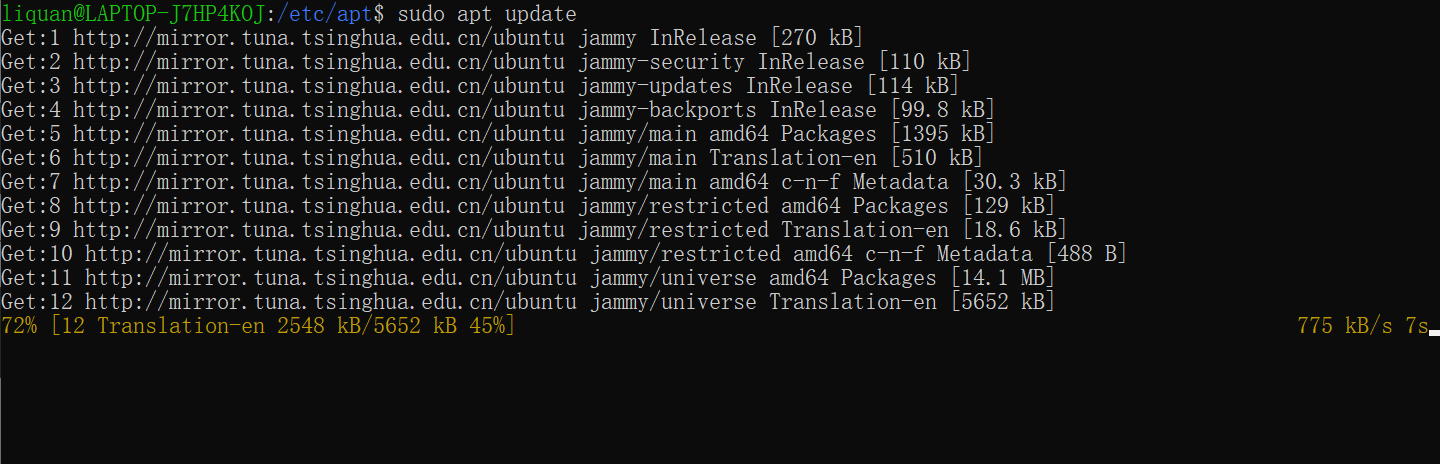 liquan@LAPTOP-J7HP4KOJ:/etc/apt$ sudo apt update
Get:1 http://mirror.tuna.tsinghua.edu.cn/ubuntu jammy InRelease [270 kB]
Get:2 http://mirror.tuna.tsinghua.edu.cn/ubuntu jammy-security InRelease [110 kB]
Get:3 http://mirror.tuna.tsinghua.edu.cn/ubuntu jammy-updates InRelease [114 kB]
Get:4 http://mirror.tuna.tsinghua.edu.cn/ubuntu jammy-backports InRelease [99.8 kB]
Get:5 http://mirror.tuna.tsinghua.edu.cn/ubuntu jammy/main amd64 Packages [1395 kB]
Get:6 http://mirror.tuna.tsinghua.edu.cn/ubuntu jammy/main Translation-en [510 kB]
Get:7 http://mirror.tuna.tsinghua.edu.cn/ubuntu jammy/main amd64 c-n-f Metadata [30.3 kB]
Get:8 http://mirror.tuna.tsinghua.edu.cn/ubuntu jammy/restricted amd64 Packages [129 kB]
Get:9 http://mirror.tuna.tsinghua.edu.cn/ubuntu jammy/restricted Translation-en [18.6 kB]
Get:10 http://mirror.tuna.tsinghua.edu.cn/ubuntu jammy/restricted amd64 c-n-f Metadata [488 B]
Get:11 http://mirror.tuna.tsinghua.edu.cn/ubuntu jammy/universe amd64 Packages [14.1 MB]
Get:12 http://mirror.tuna.tsinghua.edu.cn/ubuntu jammy/universe Translation-en [5652 kB]
72% [12 Translation-en 2548 kB/5652 kB 45%] 775 kB/s 7s